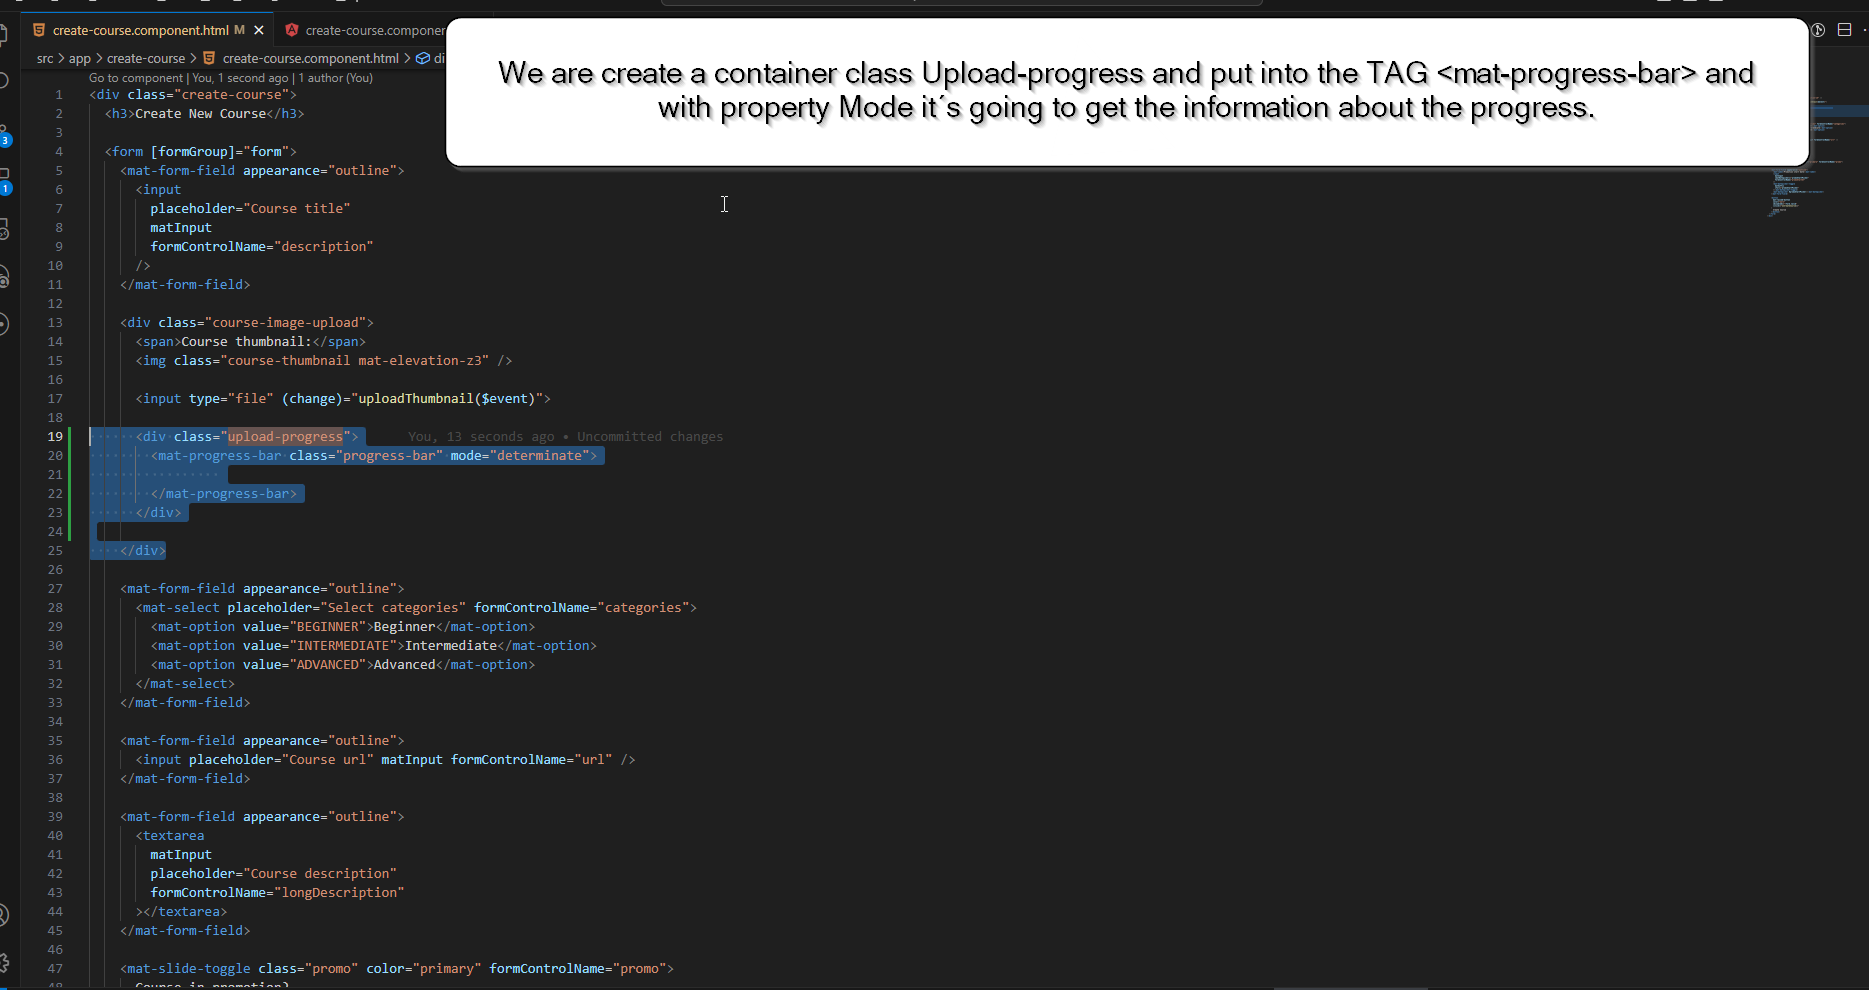 create-course.component.html M
create-course.componen
We are create a container class Upload-progress and put into the TAG <mat-progress-bar> and
with property Mode it´s going to get the information about the progress.
src > app > create-course > create-course.component.html > di
Go to component | You, 1 second ago | 1 author (You)
1 <div class="create-course">
2 <h3>Create New Course</h3>
3
4 <form [formGroup]="form">
5 <mat-form-field appearance="outline">
6 <input
7 placeholder="Course title"
8 matInput
9 formControlName="description"
10 />
11 </mat-form-field>
12
13 <div class="course-image-upload">
14 <span>Course thumbnail:</span>
15 <img class="course-thumbnail mat-elevation-z3" />
16
17 <input type="file" (change)="uploadThumbnail($event)">
18
19 <div class="upload-progress"> You, 13 seconds ago • Uncommitted changes
20 <mat-progress-bar class="progress-bar" mode="determinate">
21
22 </mat-progress-bar>
23 </div>
24
25 </div>
26
27 <mat-form-field appearance="outline">
28 <mat-select placeholder="Select categories" formControlName="categories">
29 <mat-option value="BEGINNER">Beginner</mat-option>
30 <mat-option value="INTERMEDIATE">Intermediate</mat-option>
31 <mat-option value="ADVANCED">Advanced</mat-option>
32 </mat-select>
33 </mat-form-field>
34
35 <mat-form-field appearance="outline">
36 <input placeholder="Course url" matInput formControlName="url" />
37 </mat-form-field>
38
39 <mat-form-field appearance="outline">
40 <textarea
41 matInput
42 placeholder="Course description"
43 formControlName="longDescription"
44 ></textarea>
45 </mat-form-field>
46
47 <mat-slide-toggle class="promo" color="primary" formControlName="promo">
48 Course in promotion?
3
1